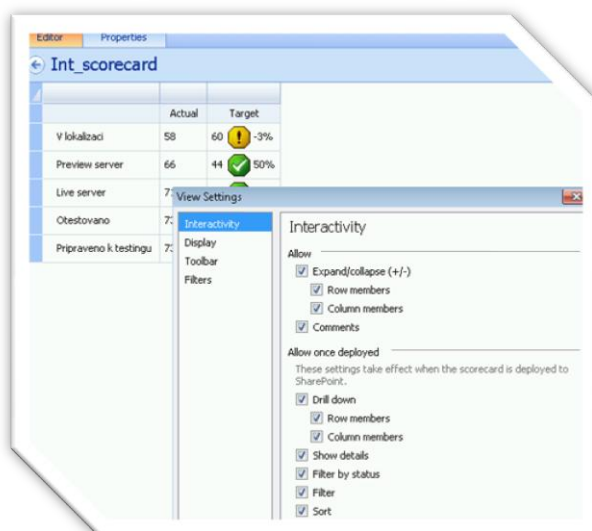 Editor Properties
Int_scorecard
Actual Target
V lokalizaci 58 60 -3%
Preview server 66 44 50%
Live server
Otestovano
Pripraveno k testingu
View Settings
Interactivity
Display
Toolbar
Filters
Interactivity
Allow
Expand/collapse (+/-)
Row members
Column members
Comments
Allow once deployed
These settings take effect when the scorecard is deployed to
SharePoint.
Drill down
Row members
Column members
Show details
Filter by status
Filter
Sort